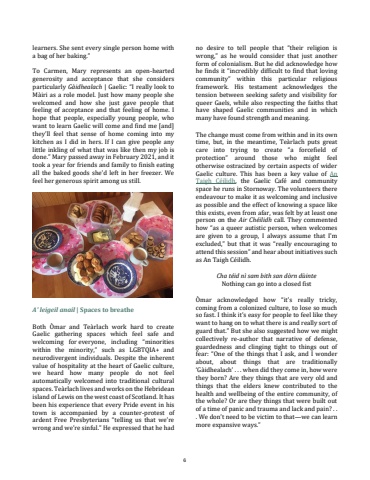 learners. She sent every single person home with
a bag of her baking.”
To Carmen, Mary represents an open-hearted
generosity and acceptance that she considers
particularly Gàidhealach | Gaelic: “I really look to
Màiri as a role model. Just how many people she
welcomed and how she just gave people that
feeling of acceptance and that feeling of home. I
hope that people, especially young people, who
want to learn Gaelic will come and find me [and]
they’ll feel that sense of home coming into my
kitchen as I did in hers. If I can give people any
little inkling of what that was like then my job is
done.” Mary passed away in February 2021, and it
took a year for friends and family to finish eating
all the baked goods she’d left in her freezer. We
feel her generous spirit among us still.
A’ leigeil anail | Spaces to breathe
Both Òmar and Teàrlach work hard to create
Gaelic gathering spaces which feel safe and
welcoming for everyone, including “minorities
within the minority,” such as LGBTQIA+ and
neurodivergent individuals. Despite the inherent
value of hospitality at the heart of Gaelic culture,
we heard how many people do not feel
automatically welcomed into traditional cultural
spaces. Teàrlach lives and works on the Hebridean
island of Lewis on the west coast of Scotland. It has
been his experience that every Pride event in his
town is accompanied by a counter-protest of
ardent Free Presbyterians “telling us that we’re
wrong and we’re sinful.” He expressed that he had
no desire to tell people that “their religion is
wrong,” as he would consider that just another
form of colonialism. But he did acknowledge how
he finds it “incredibly difficult to find that loving
community” within this particular religious
framework. His testament acknowledges the
tension between seeking safety and visibility for
queer Gaels, while also respecting the faiths that
have shaped Gaelic communities and in which
many have found strength and meaning.
The change must come from within and in its own
time, but, in the meantime, Teàrlach puts great
care into trying to create “a forcefield of
protection” around those who might feel
otherwise ostracized by certain aspects of wider
Gaelic culture. This has been a key value of An
Taigh Cèilidh, the Gaelic Café and community
space he runs in Stornoway. The volunteers there
endeavour to make it as welcoming and inclusive
as possible and the effect of knowing a space like
this exists, even from afar, was felt by at least one
person on the Air Chèilidh call. They commented
how “as a queer autistic person, when welcomes
are given to a group, I always assume that I’m
excluded,” but that it was “really encouraging to
attend this session” and hear about initiatives such
as An Taigh Cèilidh.
Cha tèid nì sam bith san dòrn dùinte
Nothing can go into a closed fist
Òmar acknowledged how “it’s really tricky,
coming from a colonized culture, to lose so much
so fast. I think it’s easy for people to feel like they
want to hang on to what there is and really sort of
guard that.” But she also suggested how we might
collectively re-author that narrative of defense,
guardedness and clinging tight to things out of
fear: “One of the things that I ask, and I wonder
about, about things that are traditionally
‘Gàidhealach’ . . . when did they come in, how were
they born? Are they things that are very old and
things that the elders knew contributed to the
health and wellbeing of the entire community, of
the whole? Or are they things that were built out
of a time of panic and trauma and lack and pain? . .
. We don’t need to be victim to that—we can learn
more expansive ways.”
6